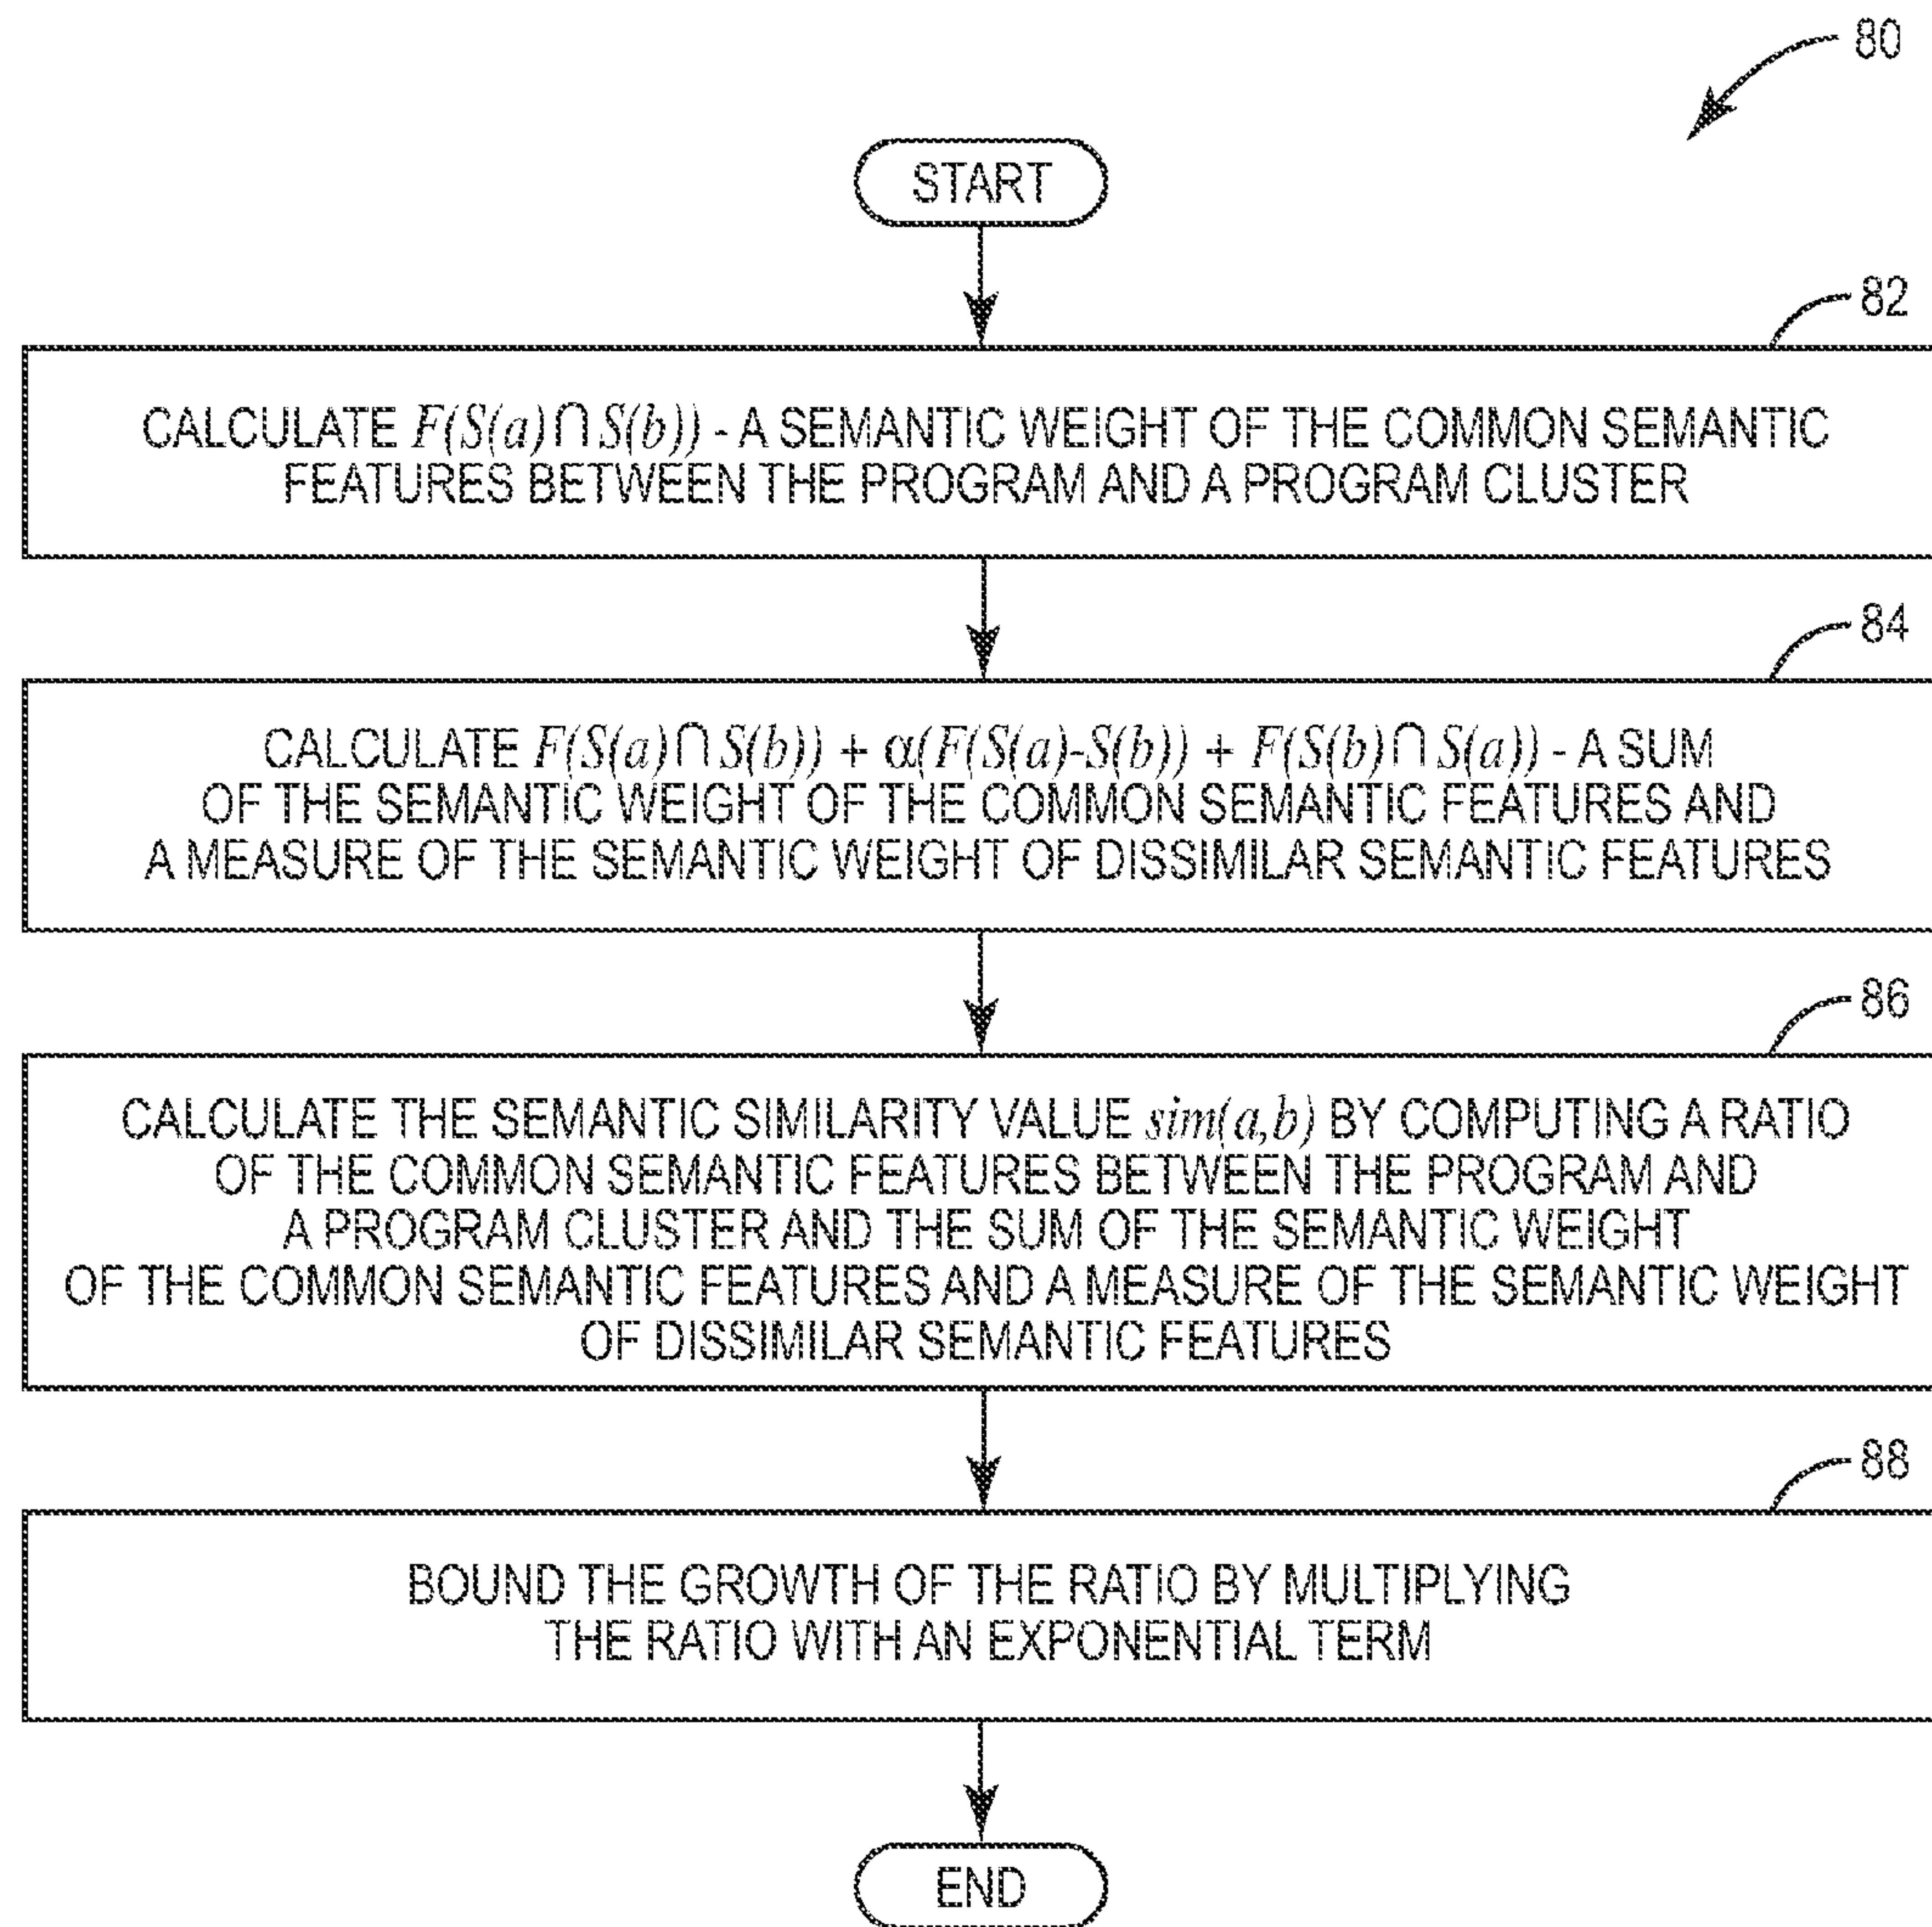 80
START
82
CALCULATE F(S(a)∩S(b)) - A SEMANTIC WEIGHT OF THE COMMON SEMANTIC
FEATURES BETWEEN THE PROGRAM AND A PROGRAM CLUSTER
84
CALCULATE F(S(a)∩S(b)) + α(F(S(a)-S(b)) + F(S(b)∩S(a)) - A SUM
OF THE SEMANTIC WEIGHT OF THE COMMON SEMANTIC FEATURES AND
A MEASURE OF THE SEMANTIC WEIGHT OF DISSIMILAR SEMANTIC FEATURES
86
CALCULATE THE SEMANTIC SIMILARITY VALUE sim(a,b) BY COMPUTING A RATIO
OF THE COMMON SEMANTIC FEATURES BETWEEN THE PROGRAM AND
A PROGRAM CLUSTER AND THE SUM OF THE SEMANTIC WEIGHT
OF THE COMMON SEMANTIC FEATURES AND A MEASURE OF THE SEMANTIC WEIGHT
OF DISSIMILAR SEMANTIC FEATURES
88
BOUND THE GROWTH OF THE RATIO BY MULTIPLYING
THE RATIO WITH AN EXPONENTIAL TERM
END